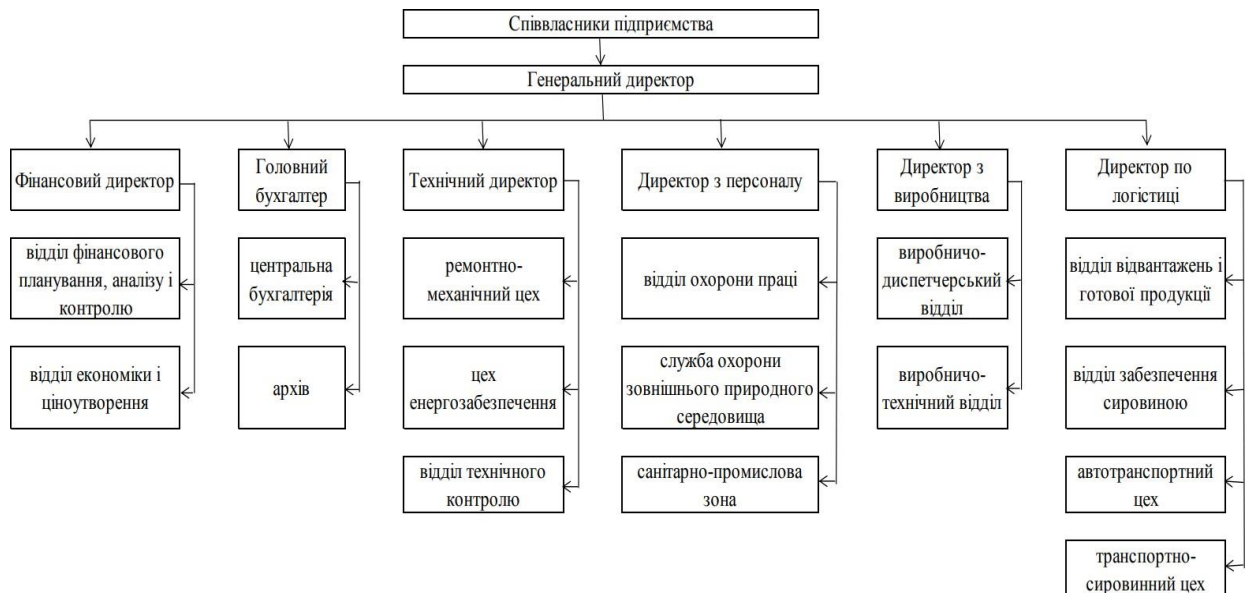 Співвласники підприємства
Генеральний директор
Фінансовий директор
Головний
бухгалтер
Технічний директор
Директор з персоналу
Директор з
виробництва
Директор по
логістиці
відділ фінансового
планування, аналізу і
контролю
центральна
бухгалтерія
ремонтно-
механічний цех
відділ охорони праці
виробничо-
диспетчерський
відділ
відділ відвантажень і
готової продукції
відділ економіки і
ціноутворення
архів
цех
енергозабезпечення
служба охорони
зовнішнього природного
середовища
виробничо-
технічний відділ
відділ забезпечення
сировиною
відділ технічного
контролю
санітарно-промислова
зона
автотранспортний
цех
транспортно-
сировинний цех